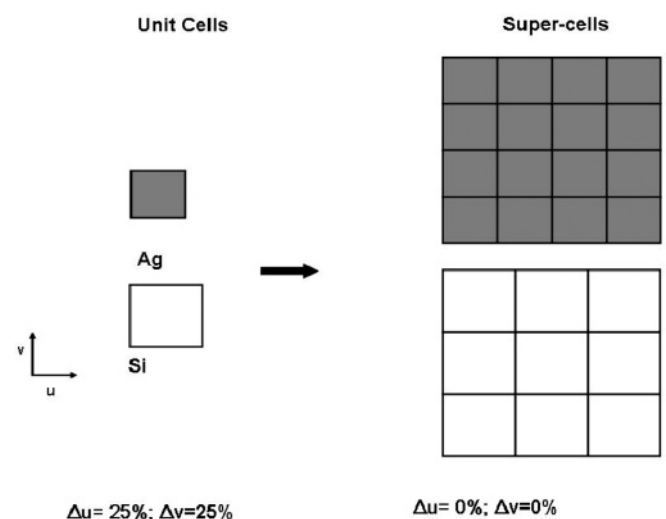 Unit Cells
Super-cells
Ag
Si
v
u
Δu= 25%; Δv=25%
Δu= 0%; Δv=0%